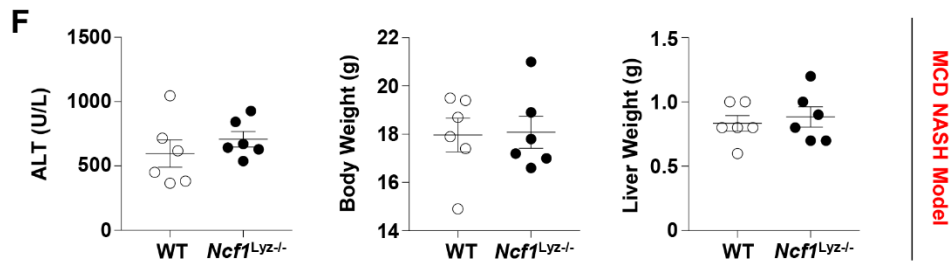 F
ALT (U/L)
1500
1000
500
0
WT Ncf1Lyz-/-
Body Weight (g)
22
20
18
16
14
WT Ncf1Lyz-/-
Liver Weight (g)
1.5
1.0
0.5
0
WT Ncf1Lyz-/-
MCD NASH Model